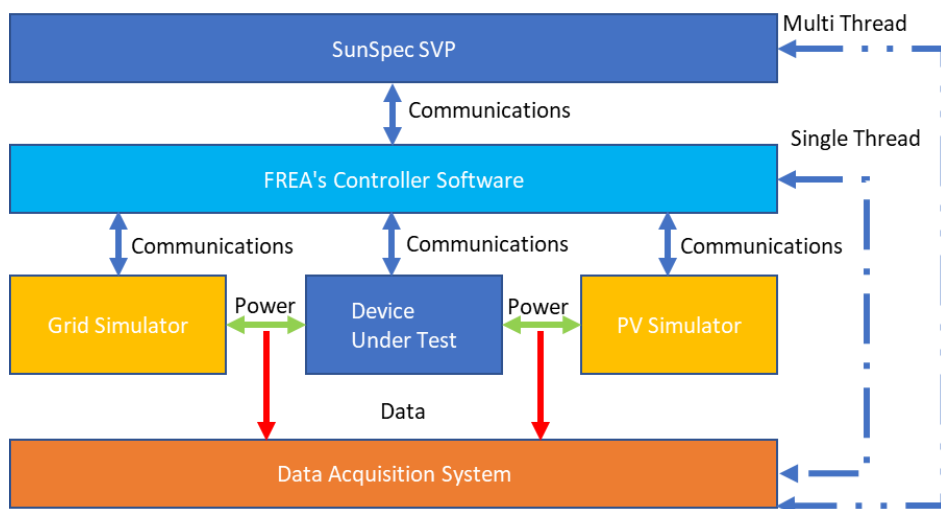 Multi Thread
SunSpec SVP
Communications
Single Thread
FREA's Controller Software
Communications
Communications
Communications
Grid Simulator
Power
Device
Under Test
Power
PV Simulator
Data
Data Acquisition System